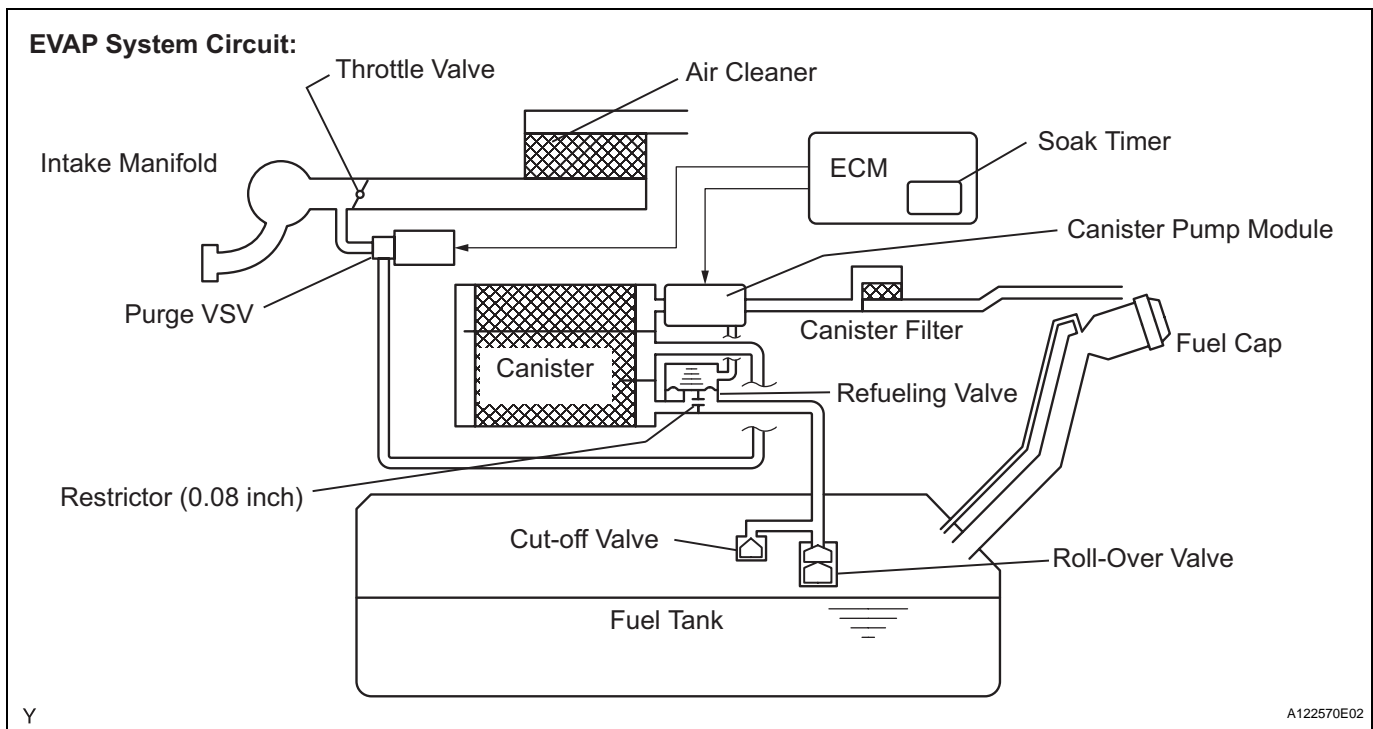 EVAP System Circuit:
Throttle Valve
Air Cleaner
Intake Manifold
ECM
Soak Timer
Canister Pump Module
Purge VSV
Canister Filter
Fuel Cap
Canister
Refueling Valve
Restrictor (0.08 inch)
Cut-off Valve
Roll-Over Valve
Fuel Tank
Y
A122570E02